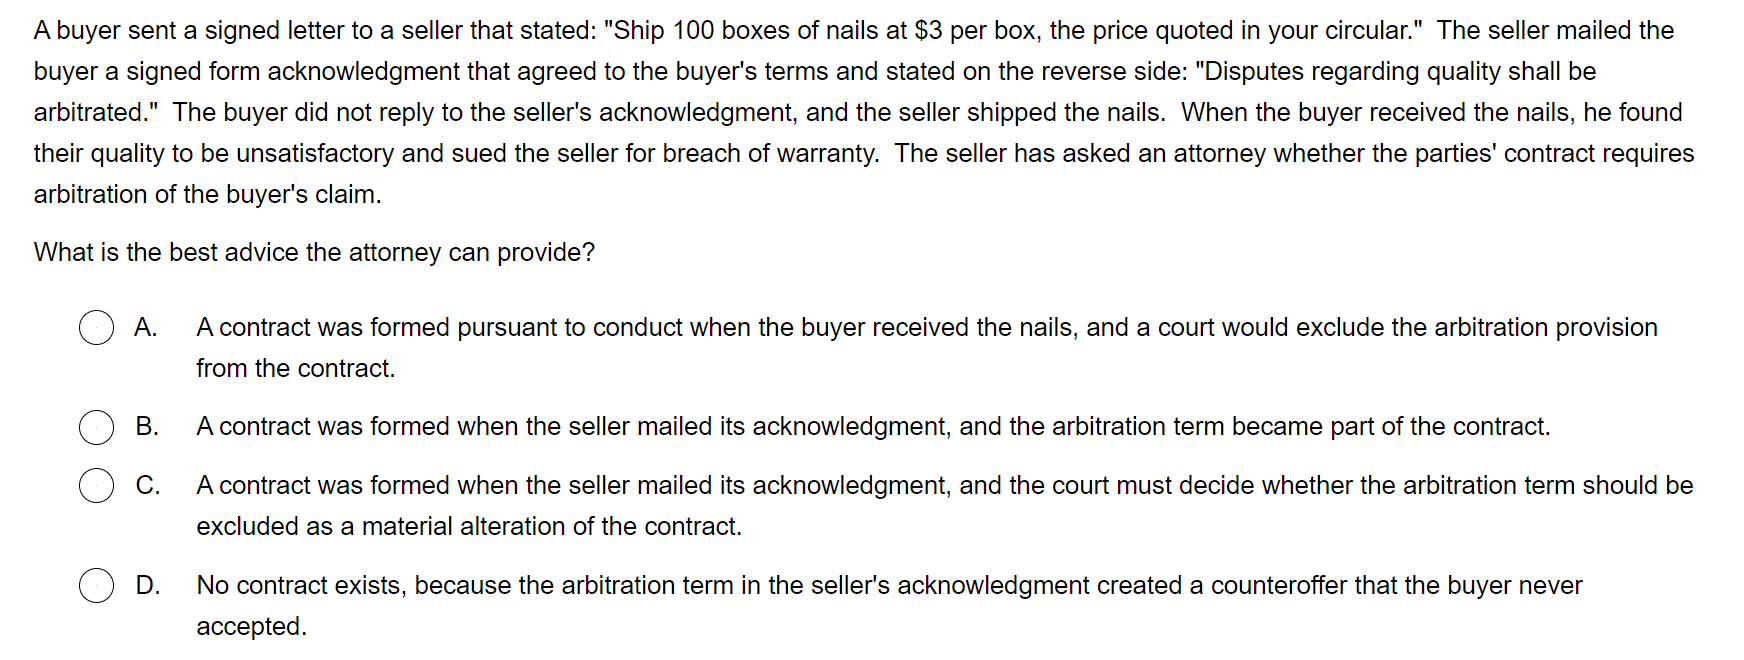 A buyer sent a signed letter to a seller that stated: "Ship 100 boxes of nails at $3 per box, the price quoted in your circular."  The seller mailed the
buyer a signed form acknowledgment that agreed to the buyer's terms and stated on the reverse side: "Disputes regarding quality shall be
arbitrated."  The buyer did not reply to the seller's acknowledgment, and the seller shipped the nails.  When the buyer received the nails, he found
their quality to be unsatisfactory and sued the seller for breach of warranty.  The seller has asked an attorney whether the parties' contract requires
arbitration of the buyer's claim.
What is the best advice the attorney can provide?
A. A contract was formed pursuant to conduct when the buyer received the nails, and a court would exclude the arbitration provision
from the contract.
B. A contract was formed when the seller mailed its acknowledgment, and the arbitration term became part of the contract.
C. A contract was formed when the seller mailed its acknowledgment, and the court must decide whether the arbitration term should be
excluded as a material alteration of the contract.
D. No contract exists, because the arbitration term in the seller's acknowledgment created a counteroffer that the buyer never
accepted.